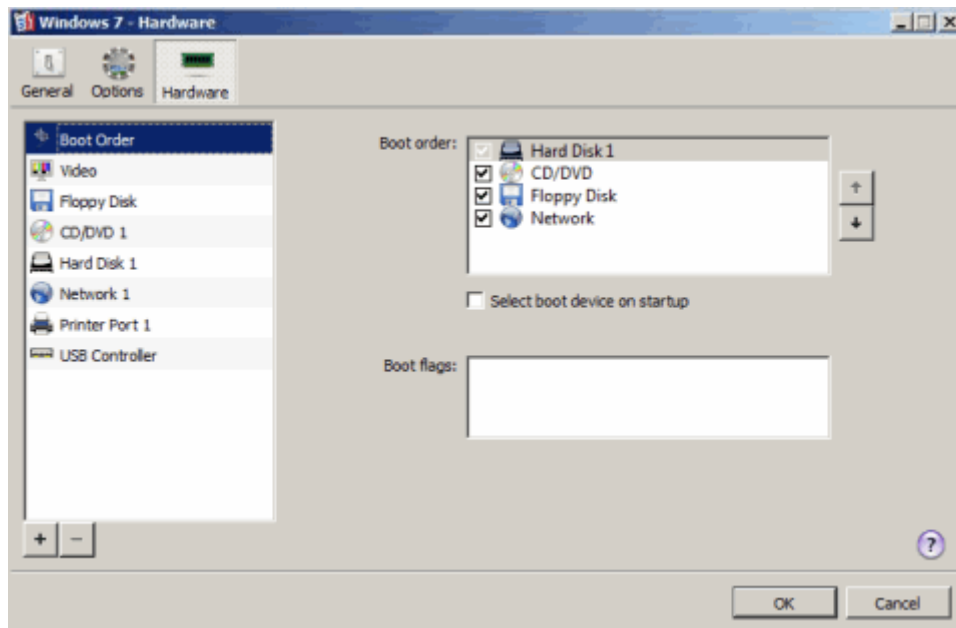 Windows 7 - Hardware
General Options Hardware
Boot Order
Video
Floppy Disk
CD/DVD 1
Hard Disk 1
Network 1
Printer Port 1
USB Controller
+ −
Boot order:
Hard Disk 1
CD/DVD
Floppy Disk
Network
Select boot device on startup
Boot flags:
?
OK Cancel